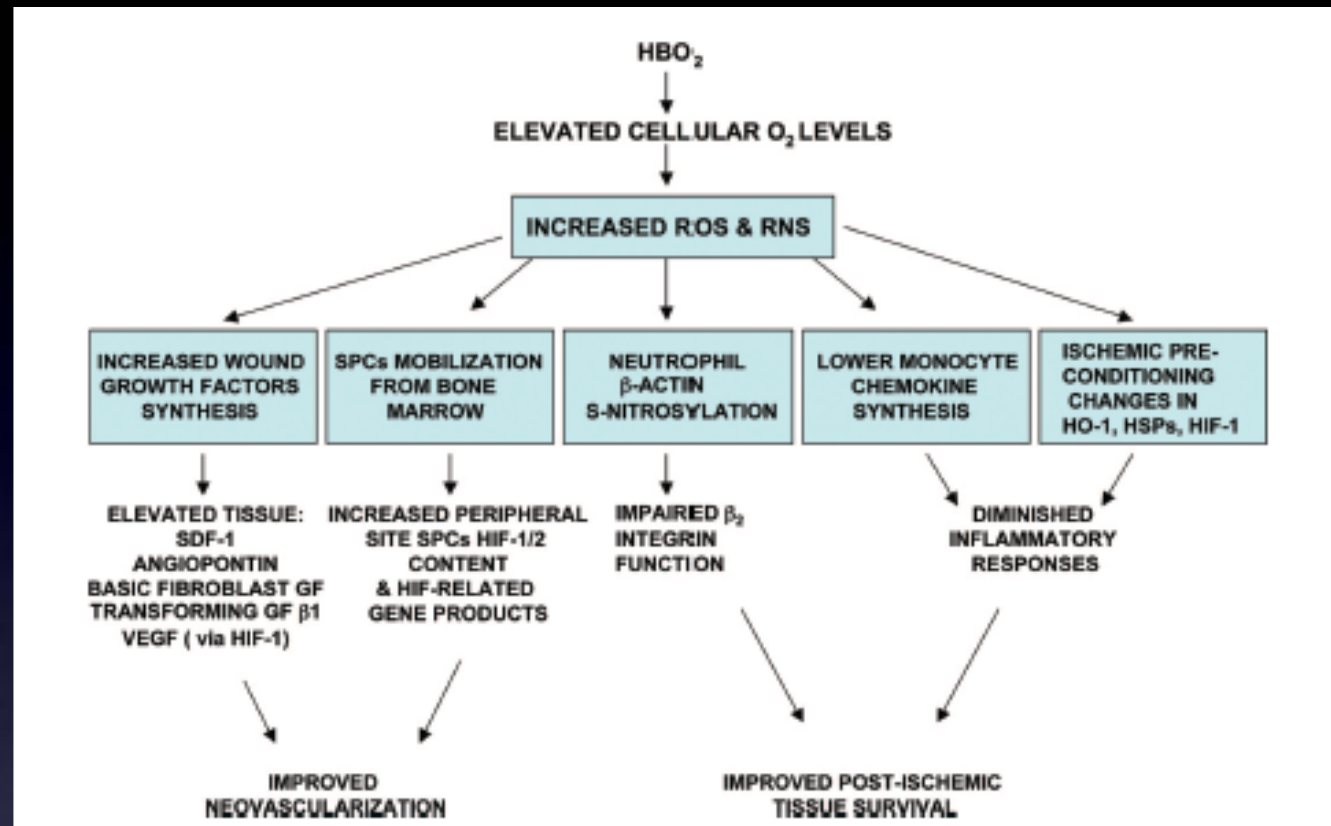 HBO₂
ELEVATED CELLULAR O₂ LEVELS
INCREASED ROS & RNS
INCREASED WOUND
GROWTH FACTORS
SYNTHESIS
SPCs MOBILIZATION
FROM BONE
MARROW
NEUTROPHIL
β-ACTIN
S-NITROSYLATION
LOWER MONOCYTE
CHEMOKINE
SYNTHESIS
ISCHEMIC PRE-
CONDITIONING
CHANGES IN
HO-1, HSPs, HIF-1
ELEVATED TISSUE:
SDF-1
ANGIOPONTIN
BASIC FIBROBLAST GF
TRANSFORMING GF β1
VEGF ( via HIF-1)
INCREASED PERIPHERAL
SITE SPCs HIF-1/2
CONTENT
& HIF-RELATED
GENE PRODUCTS
IMPAIRED β₂
INTEGRIN
FUNCTION
DIMINISHED
INFLAMMATORY
RESPONSES
IMPROVED
NEOVASCULARIZATION
IMPROVED POST-ISCHEMIC
TISSUE SURVIVAL